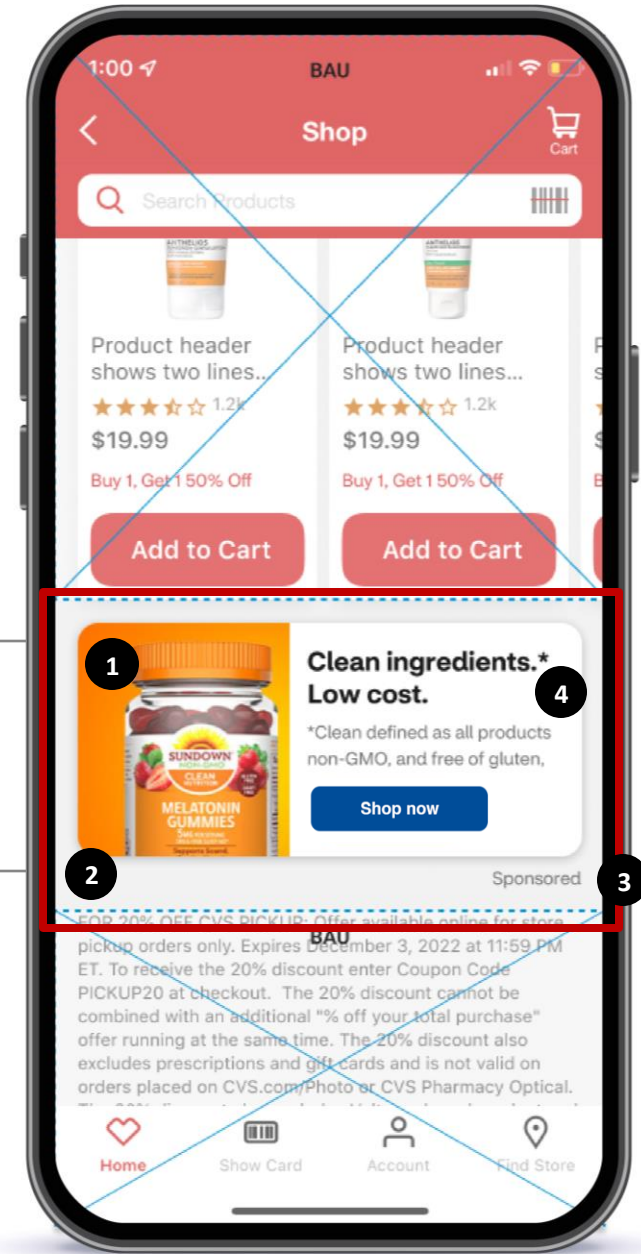 1:00
BAU
Shop
Cart
Search Products
ANTHELIOS
ANTHELIOS
Product header
shows two lines...
1.2k
$19.99
Buy 1, Get 1 50% Off
Add to Cart
Product header
shows two lines...
1.2k
$19.99
Buy 1, Get 1 50% Off
Add to Cart
1
SUNDOWN
NON-GMO
CLEAN
NUTRITION
MELATONIN
GUMMIES
5MG PER SERVING
Supports Sound
Clean ingredients.*
Low cost.
4
*Clean defined as all products
non-GMO, and free of gluten,
Shop now
2
Sponsored
3
FOR 20% OFF CVS PICKUP: Offer available online for store
pickup orders only. Expires December 3, 2022 at 11:59 PM
BAU
ET. To receive the 20% discount enter Coupon Code
PICKUP20 at checkout. The 20% discount cannot be
combined with an additional "% off your total purchase"
offer running at the same time. The 20% discount also
excludes prescriptions and gift cards and is not valid on
orders placed on CVS.com/Photo or CVS Pharmacy Optical.
Home
Show Card
Account
Find Store